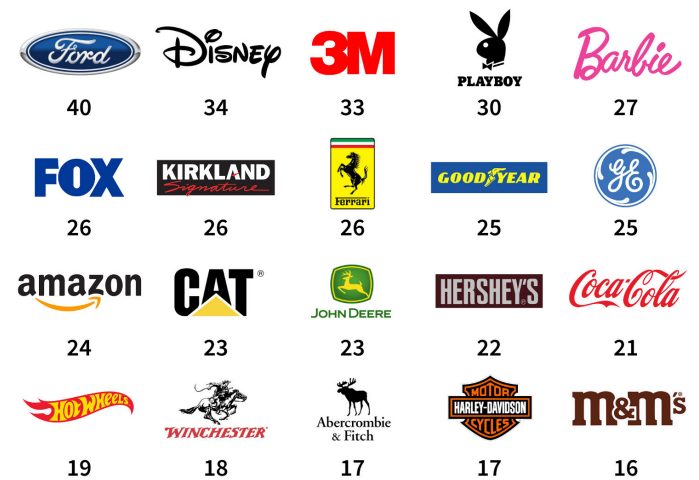 Ford
DISNEY
3M
PLAYBOY
Barbie
40
34
33
30
27
FOX
KIRKLAND
Signature
Ferrari
GOODYEAR
GE
26
26
26
25
25
amazon
CAT®
JOHN DEERE
HERSHEY'S
Coca-Cola
24
23
23
22
21
HOT WHEELS
WINCHESTER®
Abercrombie
& Fitch
MOTOR
HARLEY-DAVIDSON
CYCLES
m&m's®
19
18
17
17
16